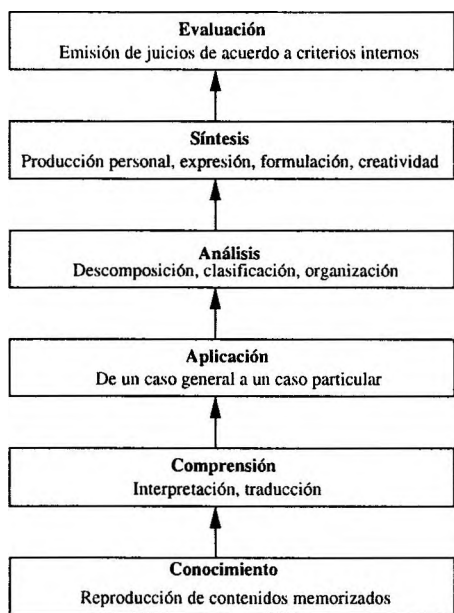 Evaluación
Emisión de juicios de acuerdo a criterios internos
Síntesis
Producción personal, expresión, formulación, creatividad
Análisis
Descomposición, clasificación, organización
Aplicación
De un caso general a un caso particular
Comprensión
Interpretación, traducción
Conocimiento
Reproducción de contenidos memorizados